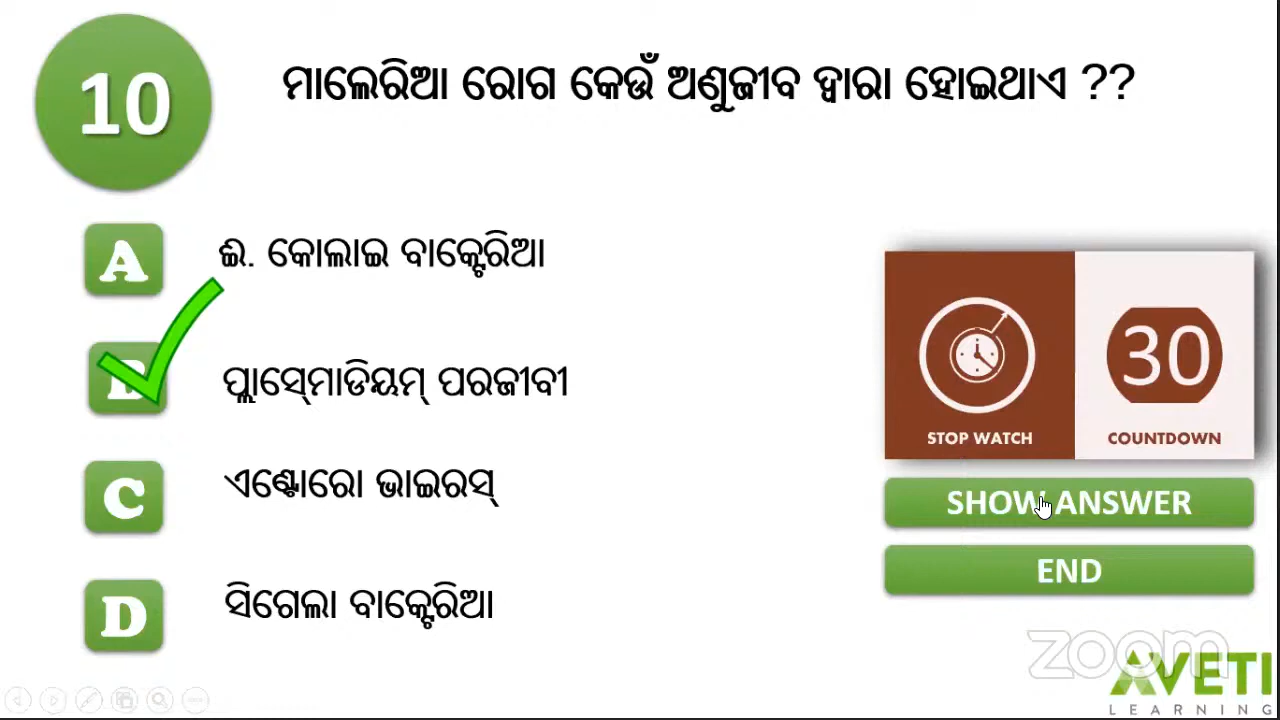 10
ମାଲେରିଆ ରୋଗ କେଉଁ ଅଣୁଜୀବ ଦ୍ୱାରା ହୋଇଥାଏ ??
A
ଈ. କୋଲାଇ ବାକ୍ଟେରିଆ
B
ପ୍ଲାସ୍ମୋଡିୟମ୍ ପରଜୀବୀ
C
ଏଣ୍ଟୋରୋ ଭାଇରସ୍
D
ସିଗେଲା ବାକ୍ଟେରିଆ
30
STOP WATCH
COUNTDOWN
SHOW ANSWER
END
zoom
AVETI
LEARNING